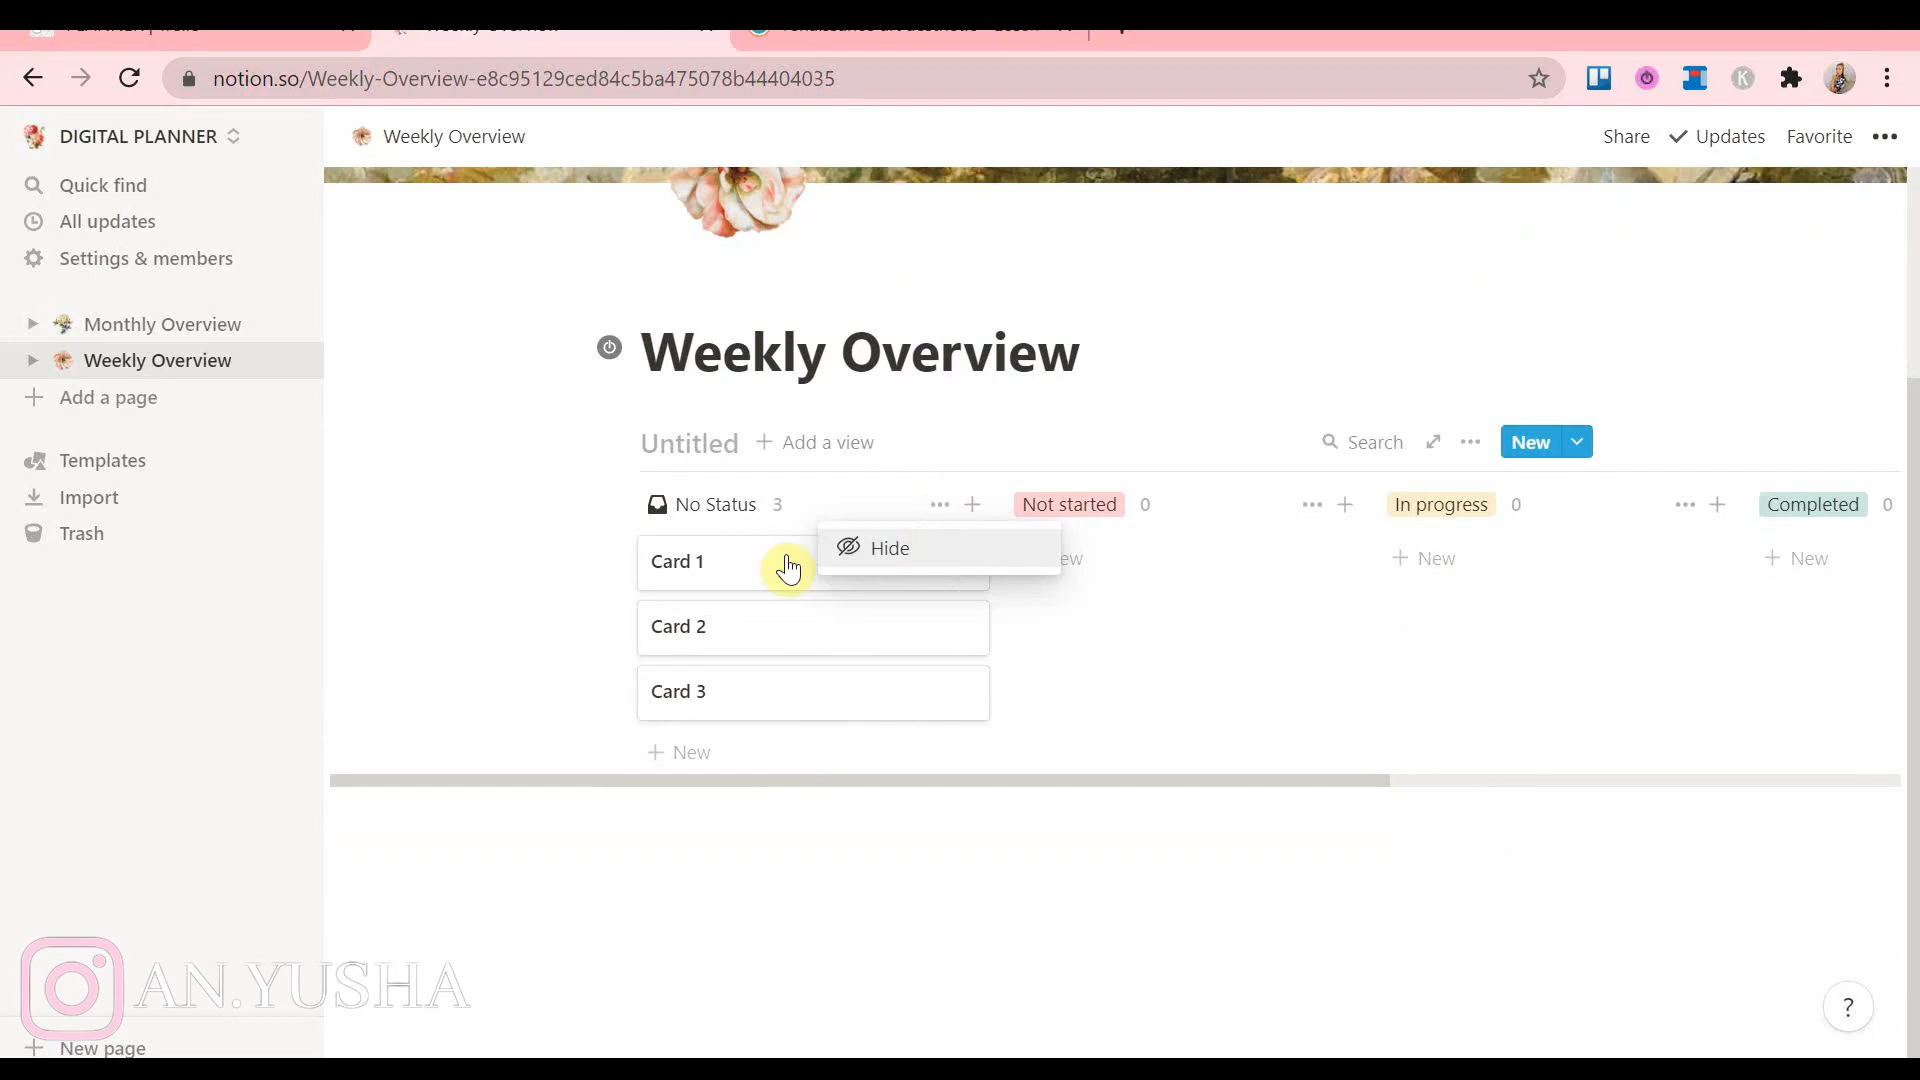 Weekly Overview
notion.so/Weekly-Overview-e8c95129ced84c5ba475078b44404035
K
DIGITAL PLANNER
Weekly Overview
Share
Updates
Favorite
Quick find
All updates
Settings & members
Monthly Overview
Weekly Overview
Add a page
Templates
Import
Trash
Weekly Overview
Untitled
Add a view
Search
New
No Status 3
Not started 0
In progress 0
Completed 0
Hide
ew
New
New
Card 1
Card 2
Card 3
New
AN.YUSHA
New page
?